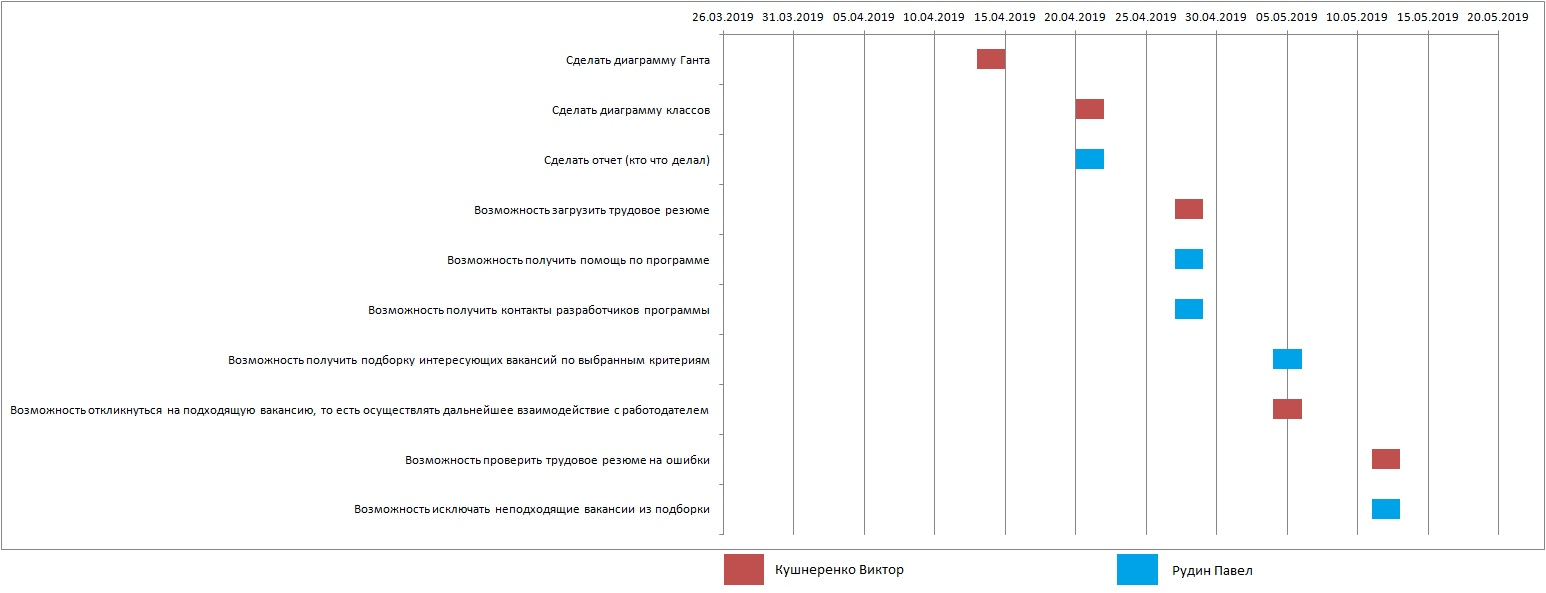 26.03.2019 31.03.2019 05.04.2019 10.04.2019 15.04.2019 20.04.2019 25.04.2019 30.04.2019 05.05.2019 10.05.2019 15.05.2019 20.05.2019
Сделать диаграмму Ганта
Сделать диаграмму классов
Сделать отчет (кто что делал)
Возможность загрузить трудовое резюме
Возможность получить помощь по программе
Возможность получить контакты разработчиков программы
Возможность получить подборку интересующих вакансий по выбранным критериям
Возможность откликнуться на подходящую вакансию, то есть осуществлять дальнейшее взаимодействие с работодателем
Возможность проверить трудовое резюме на ошибки
Возможность исключать неподходящие вакансии из подборки
Кушнеренко Виктор Рудин Павел